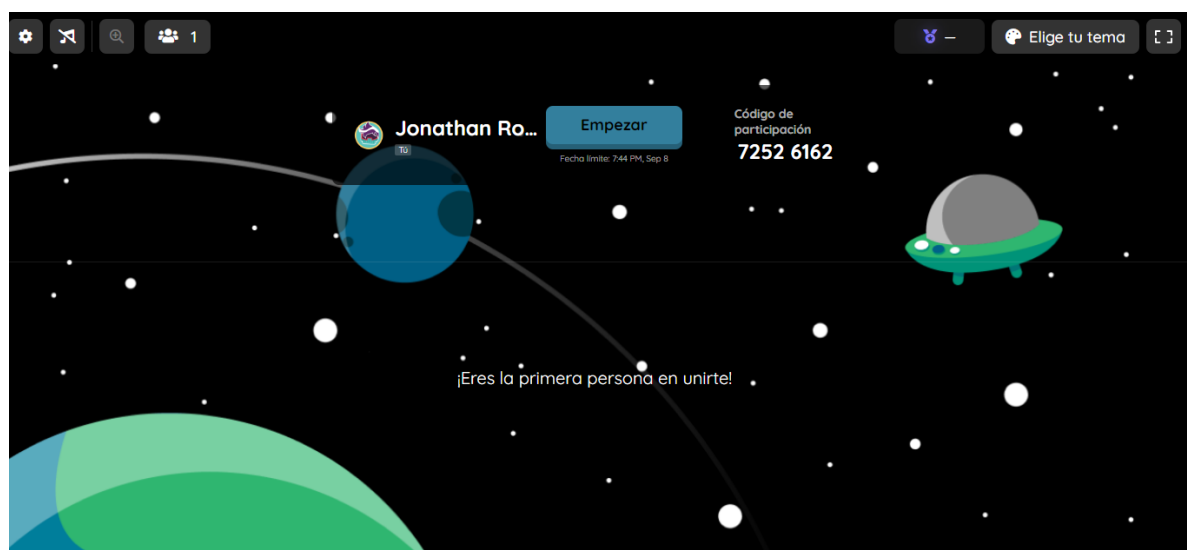 1
–
Elige tu tema
Jonathan Ro...
Tú
Empezar
Fecha límite: 7:44 PM, Sep 8
Código de
participación
7252 6162
¡Eres la primera persona en unirte!